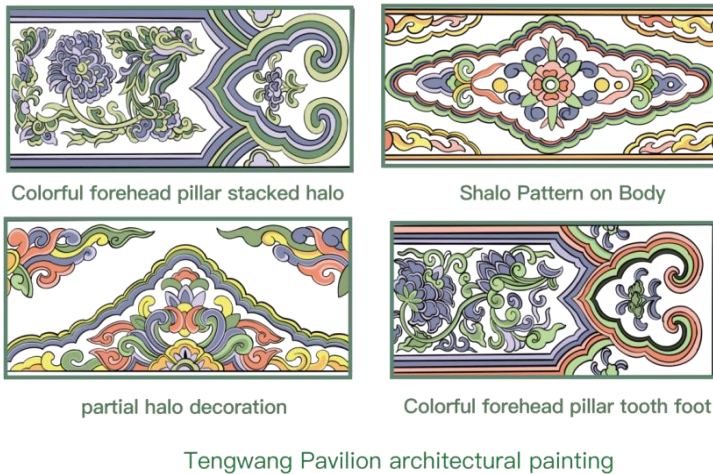 Colorful forehead pillar stacked halo
Shalo Pattern on Body
partial halo decoration
Colorful forehead pillar tooth foot
Tengwang Pavilion architectural painting